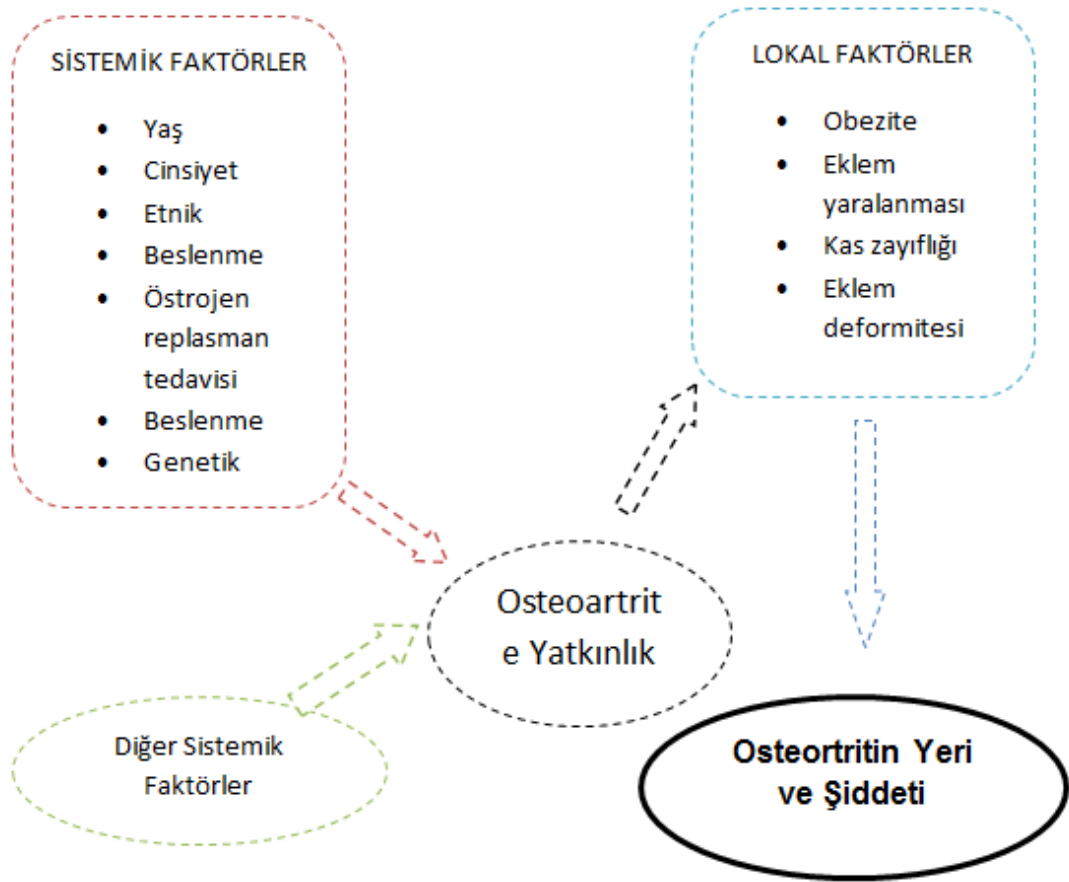 SİSTEMİK FAKTÖRLER
• Yaş
• Cinsiyet
• Etnik
• Beslenme
• Östrojen
replasman
tedavisi
• Beslenme
• Genetik
LOKAL FAKTÖRLER
• Obezite
• Eklem
yaralanması
• Kas zayıflığı
• Eklem
deformitesi
Osteoartrit
e Yatkınlık
Diğer Sistemik
Faktörler
Osteortritin Yeri
ve Şiddeti